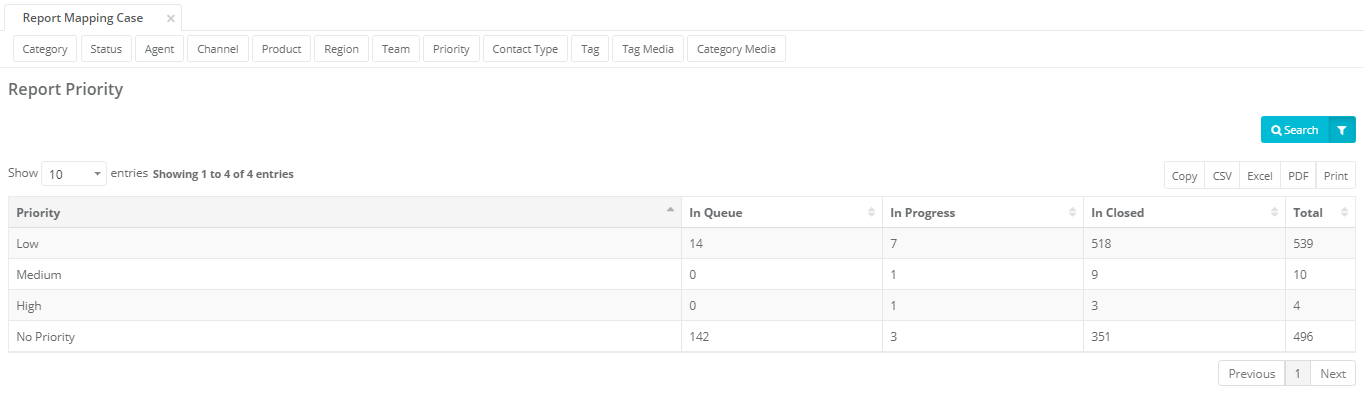 Report Mapping Case ×
Category Status Agent Channel Product Region Team Priority Contact Type Tag Tag Media Category Media
Report Priority
Search
Show 10 entries Showing 1 to 4 of 4 entries Copy CSV Excel PDF Print
Priority In Queue In Progress In Closed Total
Low 14 7 518 539
Medium 0 1 9 10
High 0 1 3 4
No Priority 142 3 351 496
Previous 1 Next